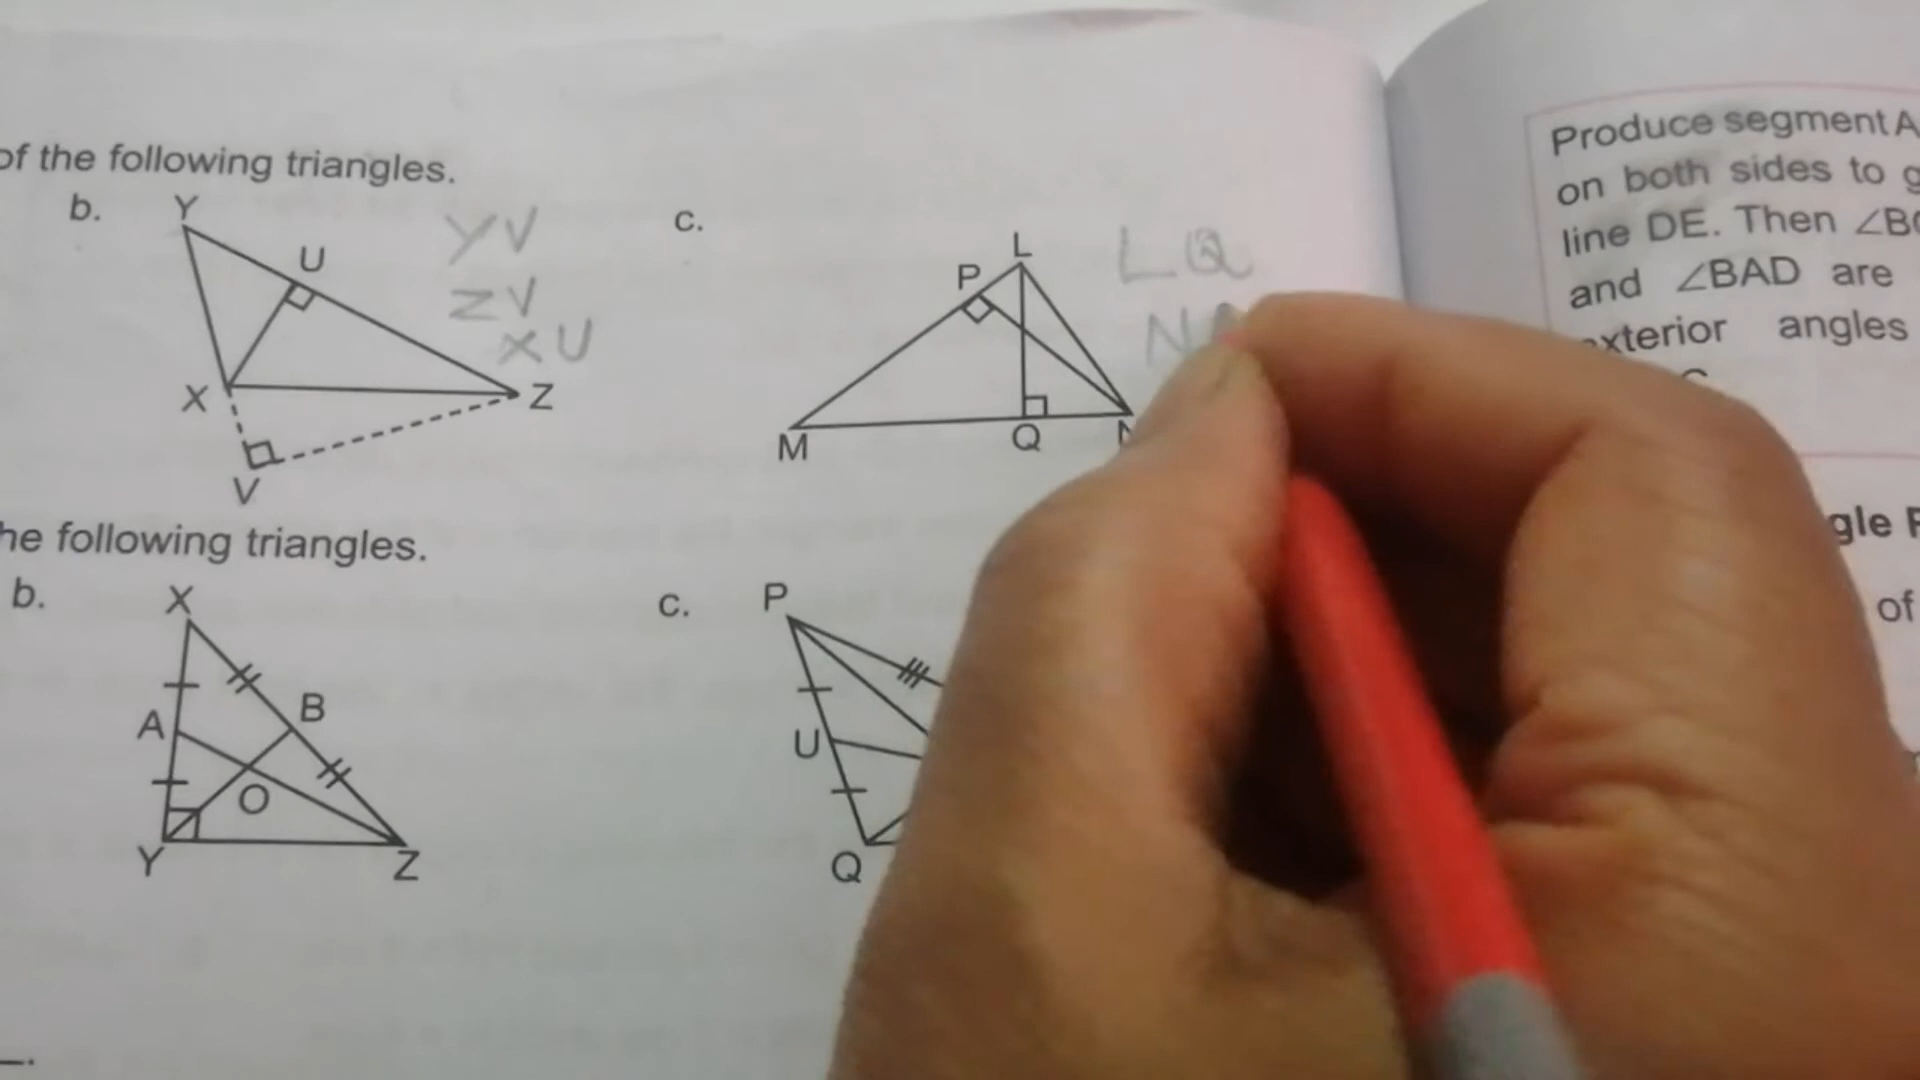 of the following triangles.
b.
Y
U
X
Z
V
YV
ZV
XU
c.
L
P
M
Q
LQ
N
he following triangles.
b.
X
A
B
O
Y
Z
c.
P
U
Q
Produce segment A
on both sides to g
line DE. Then ∠B
and ∠BAD are
exterior angles
gle
of